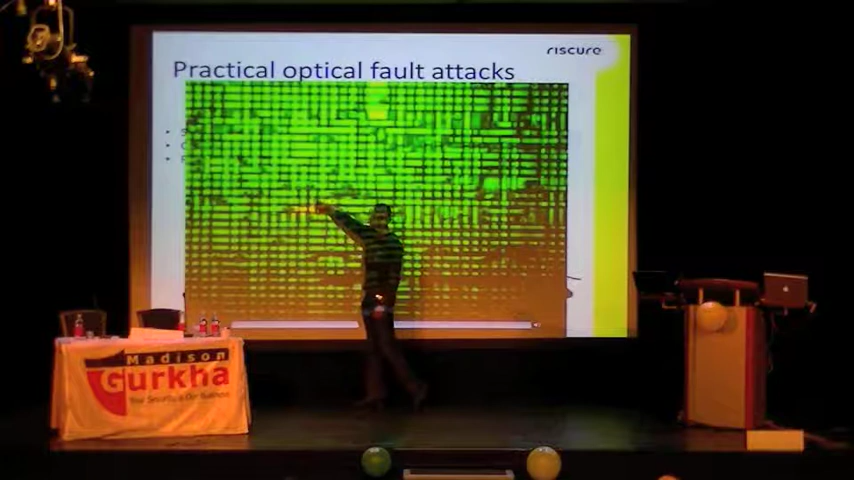 riscure
Practical optical fault attacks
Madison
Gurkha
Your Security is Our Business